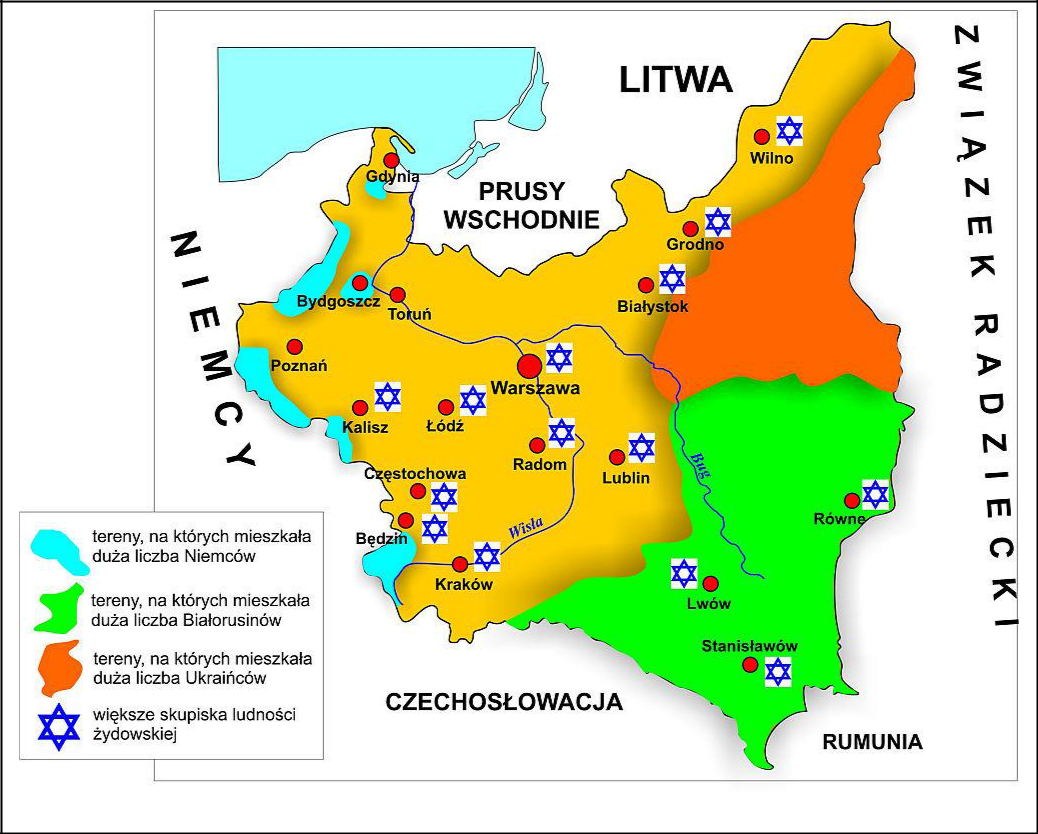 LITWA
ZWIĄZEK RADZIECKI
Wilno
Gdynia
PRUSY
WSCHODNIE
Grodno
NIEMCY
Białystok
Bydgoszcz
Toruń
Poznań
Warszawa
Kalisz
Łódź
Radom
Lublin
Bug
Częstochowa
Równe
Wisła
Będzin
Kraków
Lwów
Stanisławów
CZECHOSŁOWACJA
RUMUNIA
tereny, na których mieszkała
duża liczba Niemców
tereny, na których mieszkała
duża liczba Białorusinów
tereny, na których mieszkała
duża liczba Ukraińców
większe skupiska ludności
żydowskiej